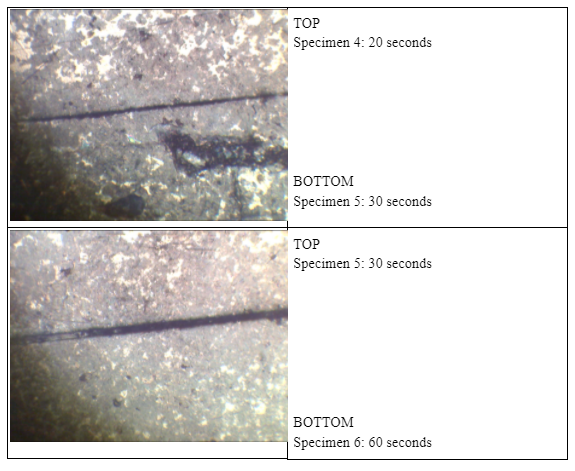 TOP
Specimen 4: 20 seconds
BOTTOM
Specimen 5: 30 seconds
TOP
Specimen 5: 30 seconds
BOTTOM
Specimen 6: 60 seconds